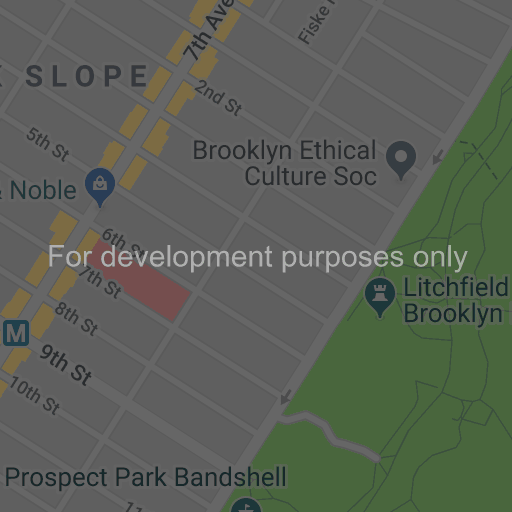 7th Ave
Fiske
K SLOPE
2nd St
5th St
Brooklyn Ethical
Culture Soc
& Noble
6th St
For development purposes only
7th St
Litchfield
Brooklyn
8th St
M
9th St
10th St
Prospect Park Bandshell
11